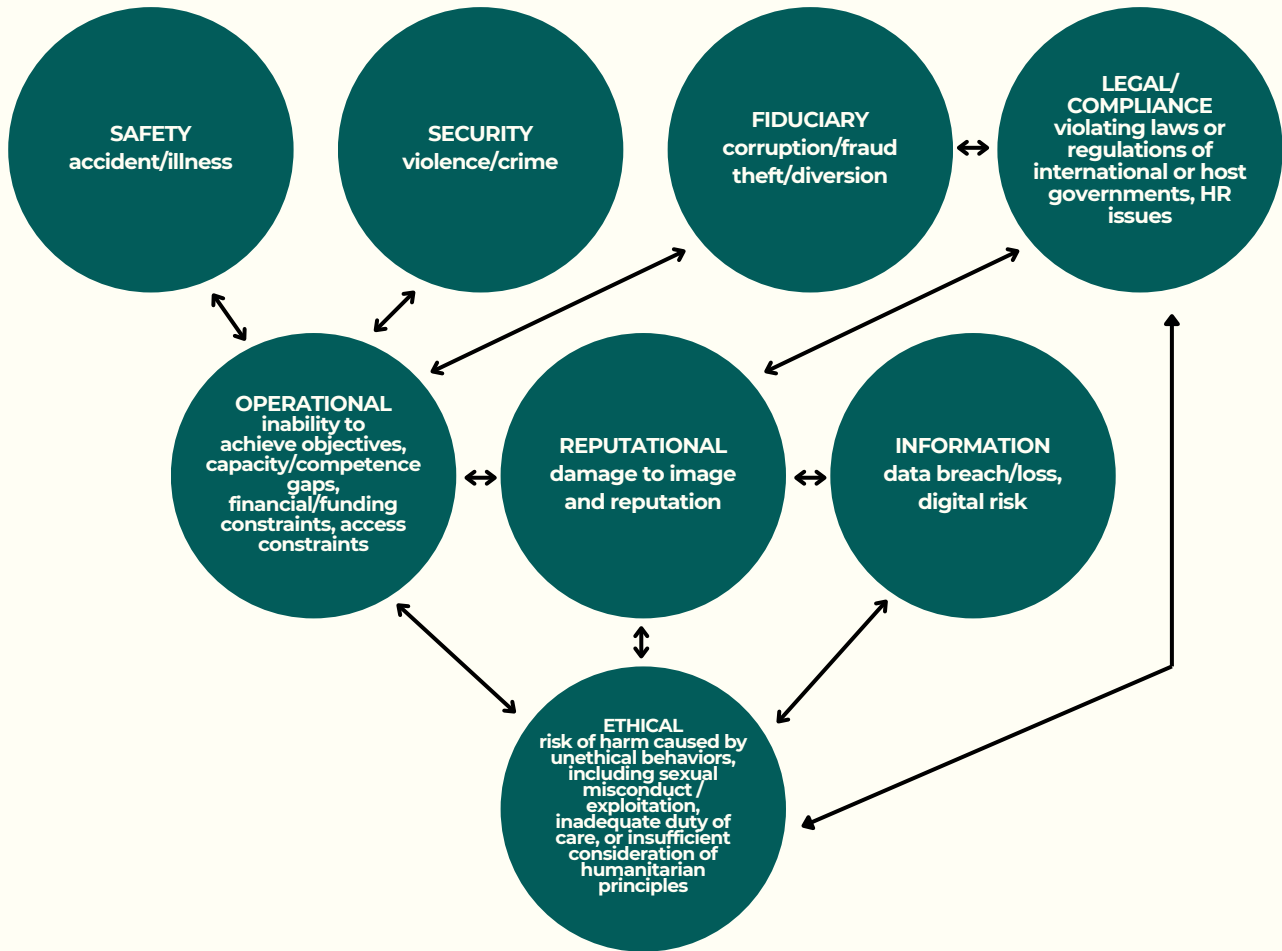 SAFETY
accident/illness
SECURITY
violence/crime
FIDUCIARY
corruption/fraud
theft/diversion
LEGAL/
COMPLIANCE
violating laws or
regulations of
international or host
governments, HR
issues
OPERATIONAL
inability to
achieve objectives,
capacity/competence
gaps,
financial/funding
constraints, access
constraints
REPUTATIONAL
damage to image
and reputation
INFORMATION
data breach/loss,
digital risk
ETHICAL
risk of harm caused by
unethical behaviors,
including sexual
misconduct /
exploitation,
inadequate duty of
care, or insufficient
consideration of
humanitarian
principles